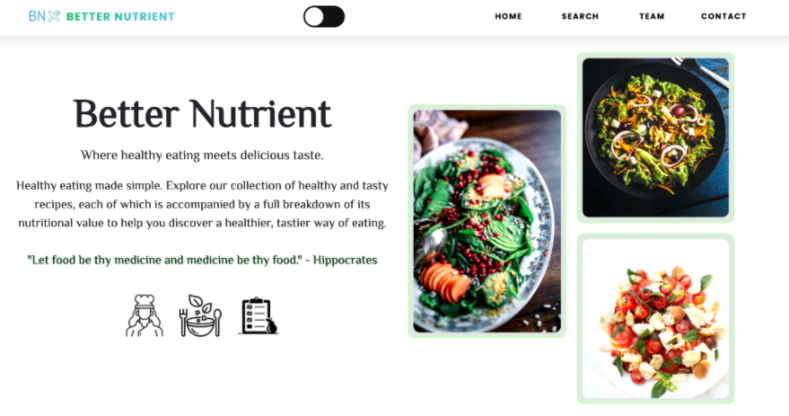 BN BETTER NUTRIENT
HOME SEARCH TEAM CONTACT
Better Nutrient
Where healthy eating meets delicious taste.
Healthy eating made simple. Explore our collection of healthy and tasty
recipes, each of which is accompanied by a full breakdown of its
nutritional value to help you discover a healthier, tastier way of eating.
"Let food be thy medicine and medicine be thy food." - Hippocrates